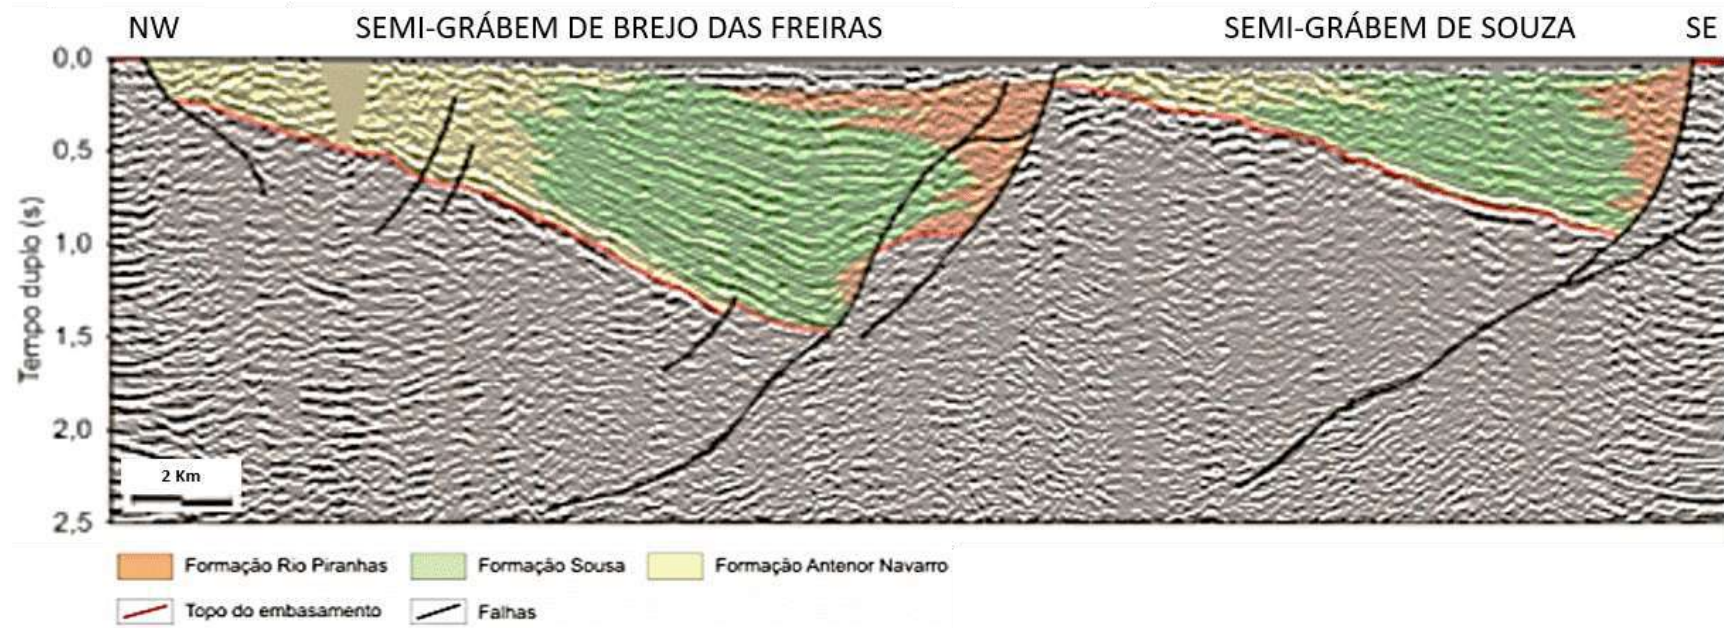 NW SEMI-GRÁBEM DE BREJO DAS FREIRAS SEMI-GRÁBEM DE SOUZA SE
0,0
0,5
1,0
1,5
2,0
2,5
Tempo duplo (s)
2 Km
Formação Rio Piranhas Formação Sousa Formação Antenor Navarro
Topo do embasamento Falhas